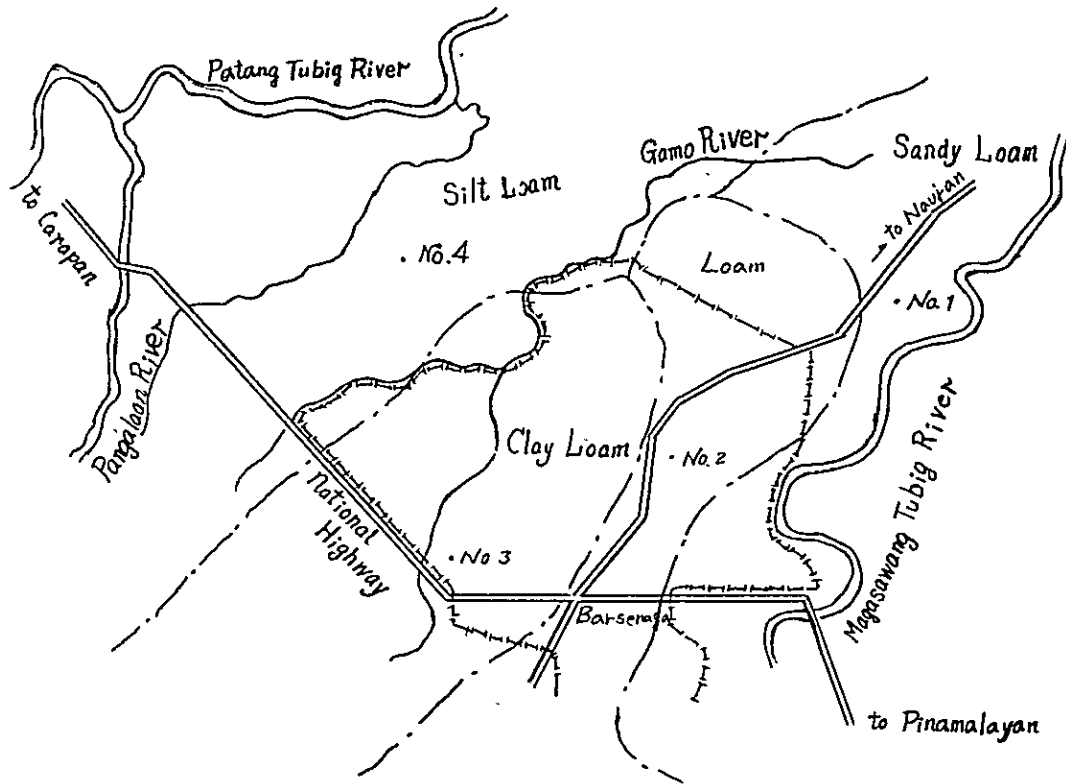 Patang Tubig River
Gamo River
Sandy Loam
Silt Loam
to Naujan
to Carapan
No. 4
Loam
No. 1
Pangalaan River
Clay Loam
No. 2
National
Highway
No 3
Magasawang Tubig River
to Pinamalayan